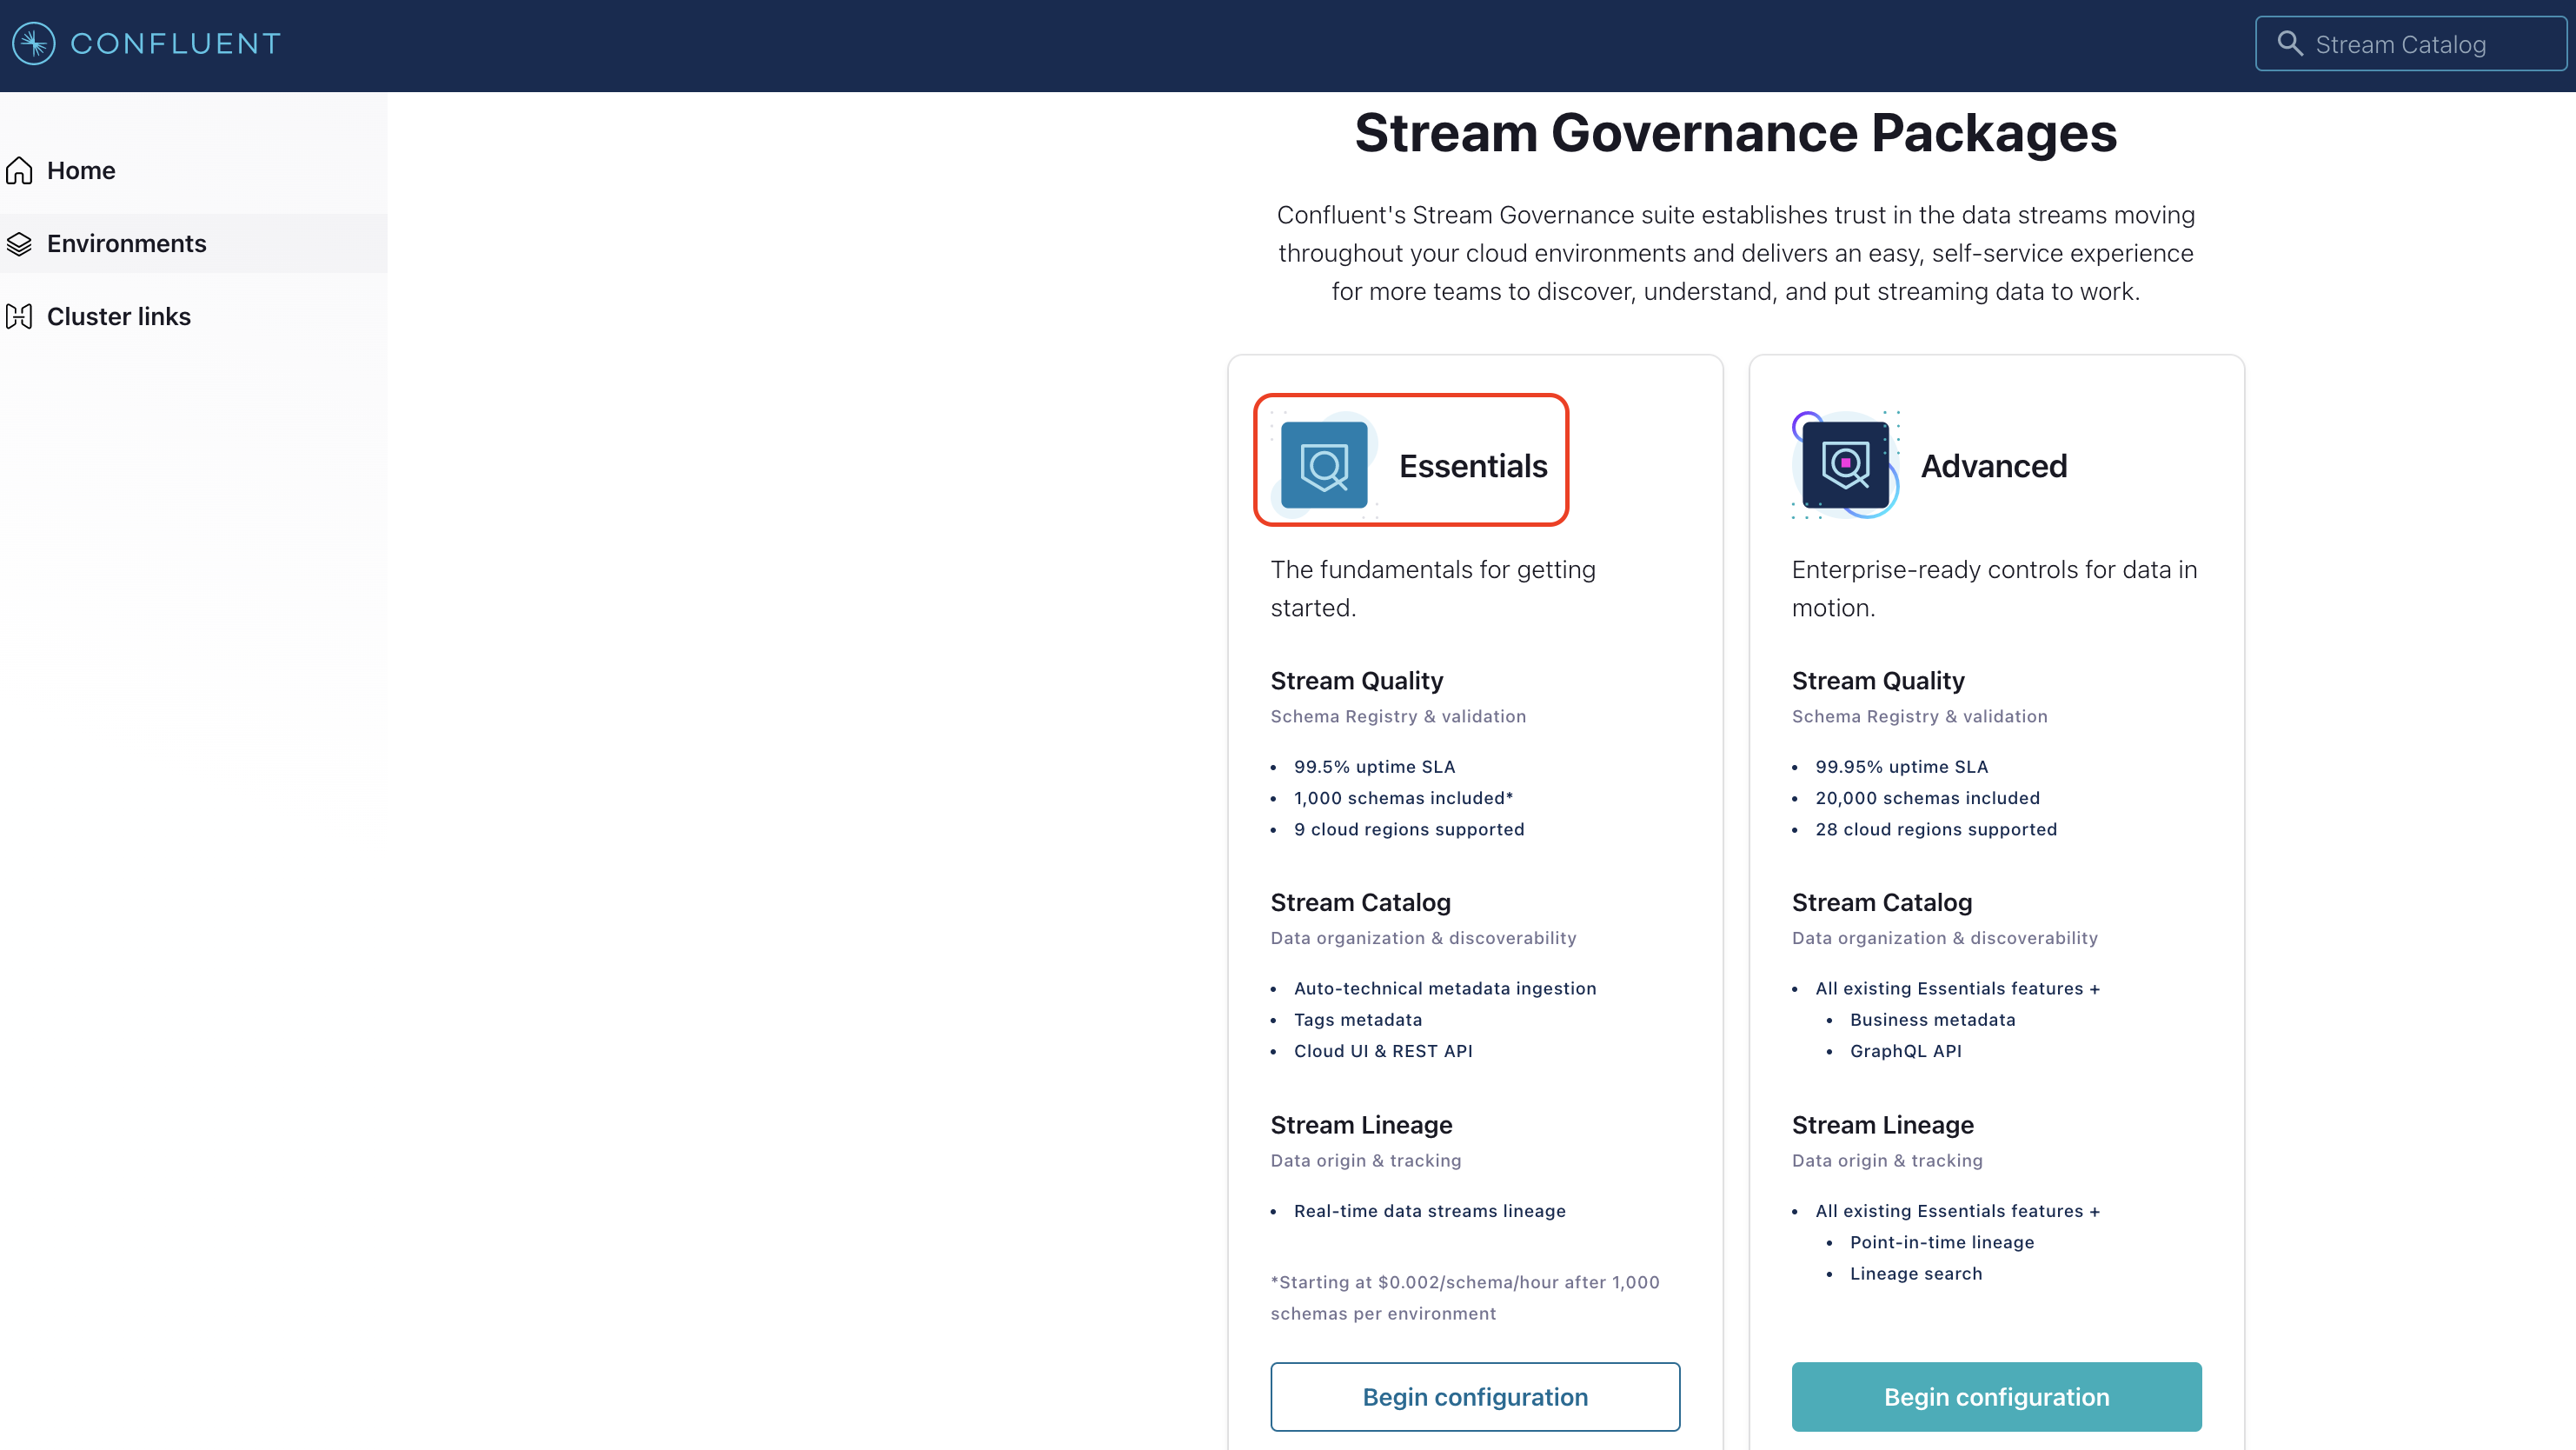 CONFLUENT
Stream Catalog
Home
Environments
Cluster links
Stream Governance Packages
Confluent's Stream Governance suite establishes trust in the data streams moving
throughout your cloud environments and delivers an easy, self-service experience
for more teams to discover, understand, and put streaming data to work.
Essentials
The fundamentals for getting
started.
Stream Quality
Schema Registry & validation
• 99.5% uptime SLA
• 1,000 schemas included*
• 9 cloud regions supported
Stream Catalog
Data organization & discoverability
• Auto-technical metadata ingestion
• Tags metadata
• Cloud UI & REST API
Stream Lineage
Data origin & tracking
• Real-time data streams lineage
*Starting at $0.002/schema/hour after 1,000
schemas per environment
Begin configuration
Advanced
Enterprise-ready controls for data in
motion.
Stream Quality
Schema Registry & validation
• 99.95% uptime SLA
• 20,000 schemas included
• 28 cloud regions supported
Stream Catalog
Data organization & discoverability
• All existing Essentials features +
• Business metadata
• GraphQL API
Stream Lineage
Data origin & tracking
• All existing Essentials features +
• Point-in-time lineage
• Lineage search
Begin configuration